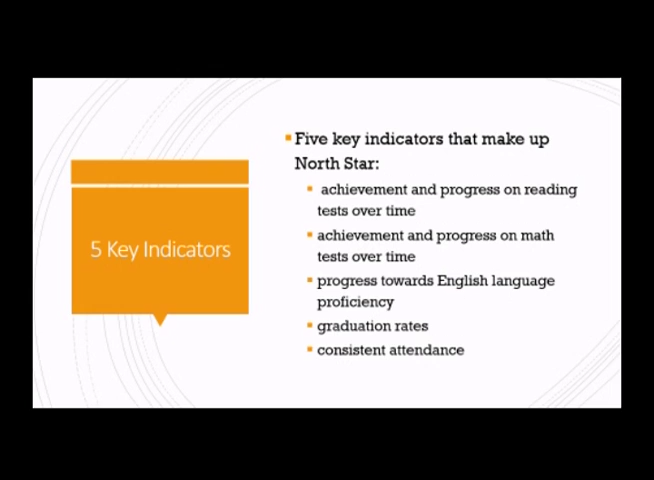 5 Key Indicators
Five key indicators that make up
North Star:
achievement and progress on reading
tests over time
achievement and progress on math
tests over time
progress towards English language
proficiency
graduation rates
consistent attendance